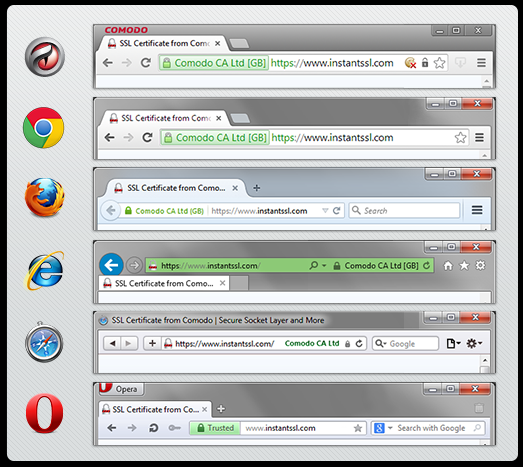 COMODO
SSL Certificate from Como
Comodo CA Ltd [GB] https://www.instantssl.com
SSL Certificate from Como
Comodo CA Ltd [GB] https://www.instantssl.com
SSL Certificate from Como...
Comodo CA Ltd (GB) https://www.instantssl.com Search
https://www.instantssl.com/ Comodo CA Ltd [GB]
SSL Certificate from Como...
SSL Certificate from Comodo | Secure Socket Layer and More
https://www.instantssl.com/ Comodo CA Ltd Google
Opera
SSL Certificate from Co...
Trusted www.instantssl.com Search with Google